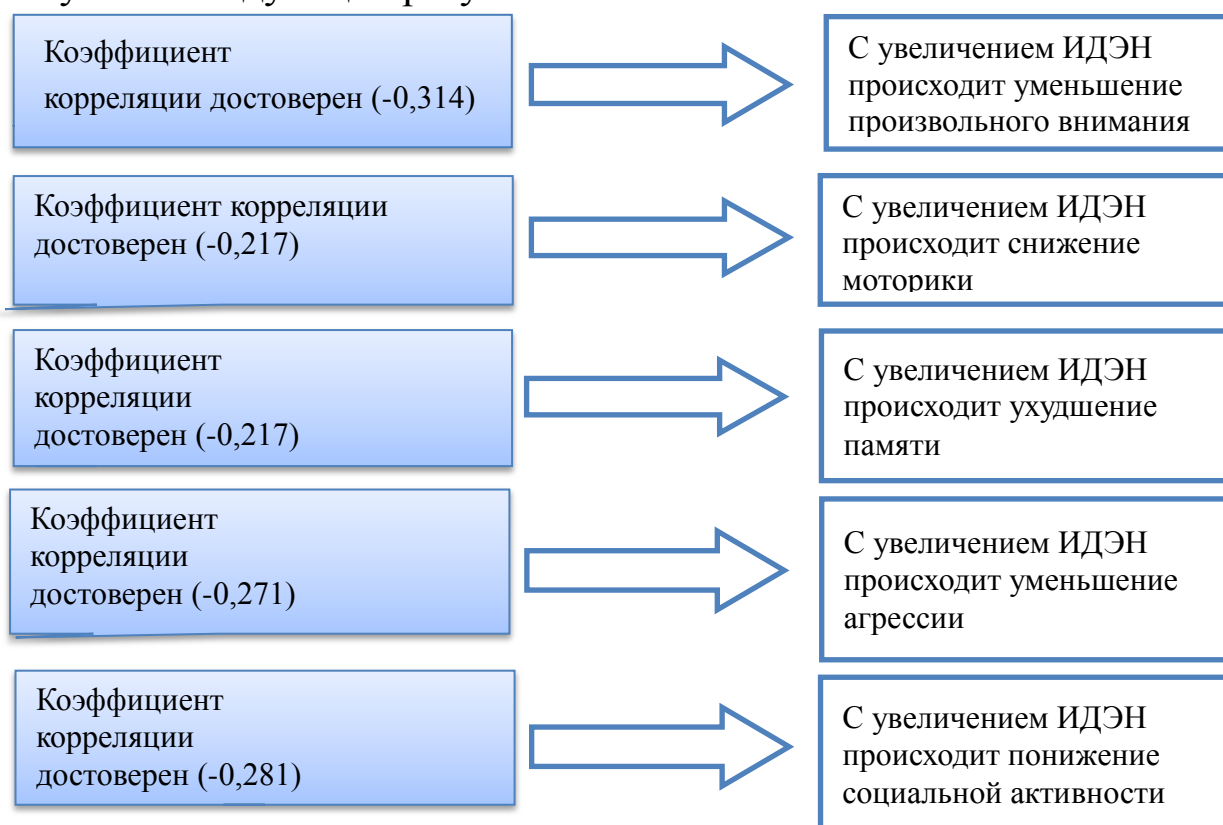 Коэффициент
корреляции достоверен (-0,314)
С увеличением ИДЭН
происходит уменьшение
произвольного внимания
Коэффициент корреляции
достоверен (-0,217)
С увеличением ИДЭН
происходит снижение
моторики
Коэффициент
корреляции
достоверен (-0,217)
С увеличением ИДЭН
происходит ухудшение
памяти
Коэффициент
корреляции
достоверен (-0,271)
С увеличением ИДЭН
происходит уменьшение
агрессии
Коэффициент
корреляции
достоверен (-0,281)
С увеличением ИДЭН
происходит понижение
социальной активности